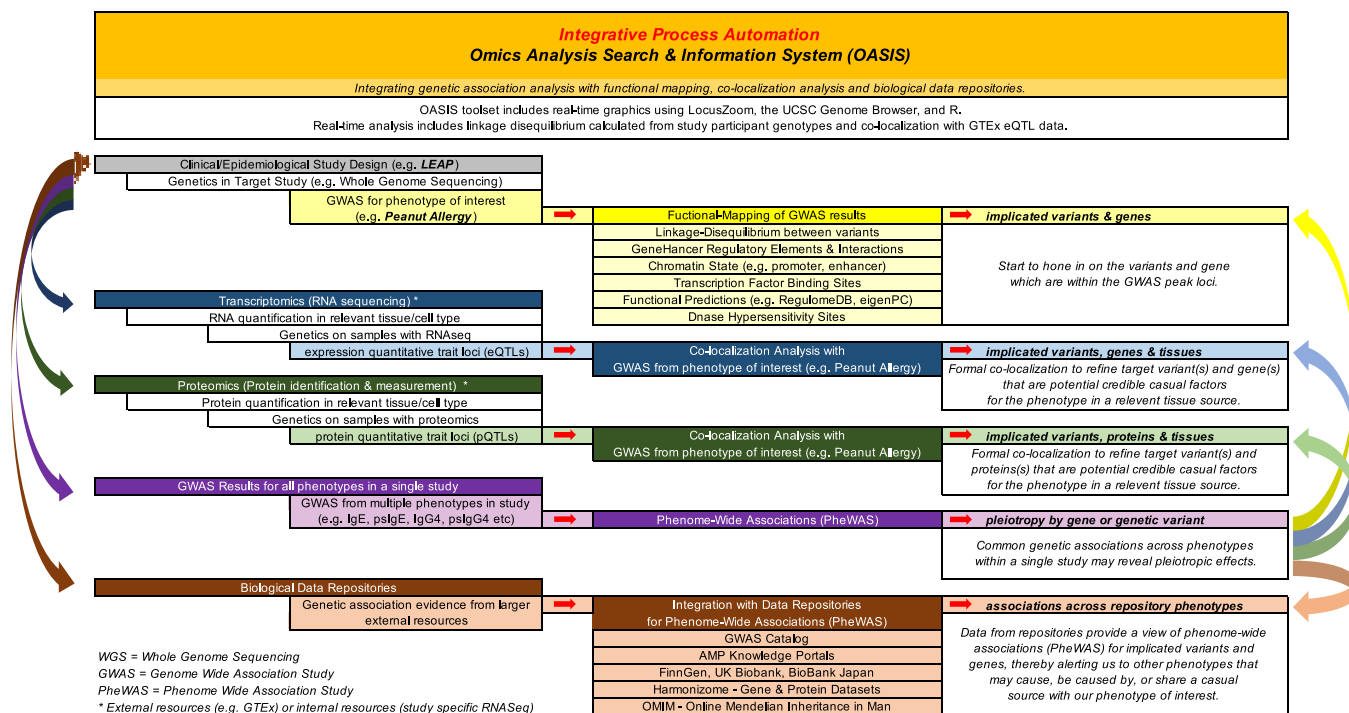 Integrative Process Automation
Omics Analysis Search & Information System (OASIS)
Integrating genetic association analysis with functional mapping, co-localization analysis and biological data repositories.
OASIS toolset includes real-time graphics using LocusZoom, the UCSC Genome Browser, and R.
Real-time analysis includes linkage disequilibrium calculated from study participant genotypes and co-localization with GTEx eQTL data.
Clinical/Epidemiological Study Design (e.g. LEAP)
Genetics in Target Study (e.g. Whole Genome Sequencing)
GWAS for phenotype of interest
(e.g. Peanut Allergy)
Fuctional-Mapping of GWAS results
implicated variants & genes
Linkage-Disequilibrium between variants
GeneHancer Regulatory Elements & Interactions
Chromatin State (e.g. promoter, enhancer)
Transcription Factor Binding Sites
Functional Predictions (e.g. RegulomeDB, eigenPC)
Dnase Hypersensitivity Sites
Start to hone in on the variants and gene
which are within the GWAS peak loci.
Transcriptomics (RNA sequencing) *
RNA quantification in relevant tissue/cell type
Genetics on samples with RNAseq
expression quantitative trait loci (eQTLs)
Co-localization Analysis with
GWAS from phenotype of interest (e.g. Peanut Allergy)
implicated variants, genes & tissues
Formal co-localization to refine target variant(s) and gene(s)
that are potential credible casual factors
for the phenotype in a relevent tissue source.
Proteomics (Protein identification & measurement) *
Protein quantification in relevant tissue/cell type
Genetics on samples with proteomics
protein quantitative trait loci (pQTLs)
Co-localization Analysis with
GWAS from phenotype of interest (e.g. Peanut Allergy)
implicated variants, proteins & tissues
Formal co-localization to refine target variant(s) and
proteins(s) that are potential credible casual factors
for the phenotype in a relevent tissue source.
GWAS Results for all phenotypes in a single study
GWAS from multiple phenotypes in study
(e.g. IgE, psIgE, IgG4, psIgG4 etc)
Phenome-Wide Associations (PheWAS)
pleiotropy by gene or genetic variant
Common genetic associations across phenotypes
within a single study may reveal pleiotropic effects.
Biological Data Repositories
Genetic association evidence from larger
external resources
Integration with Data Repositories
for Phenome-Wide Associations (PheWAS)
GWAS Catalog
AMP Knowledge Portals
FinnGen, UK Biobank, BioBank Japan
Harmonizome - Gene & Protein Datasets
OMIM - Online Mendelian Inheritance in Man
associations across repository phenotypes
Data from repositories provide a view of phenome-wide
associations (PheWAS) for implicated variants and
genes, thereby alerting us to other phenotypes that
may cause, be caused by, or share a casual
source with our phenotype of interest.
WGS = Whole Genome Sequencing
GWAS = Genome Wide Association Study
PheWAS = Phenome Wide Association Study
* External resources (e.g. GTEx) or internal resources (study specific RNASeq)